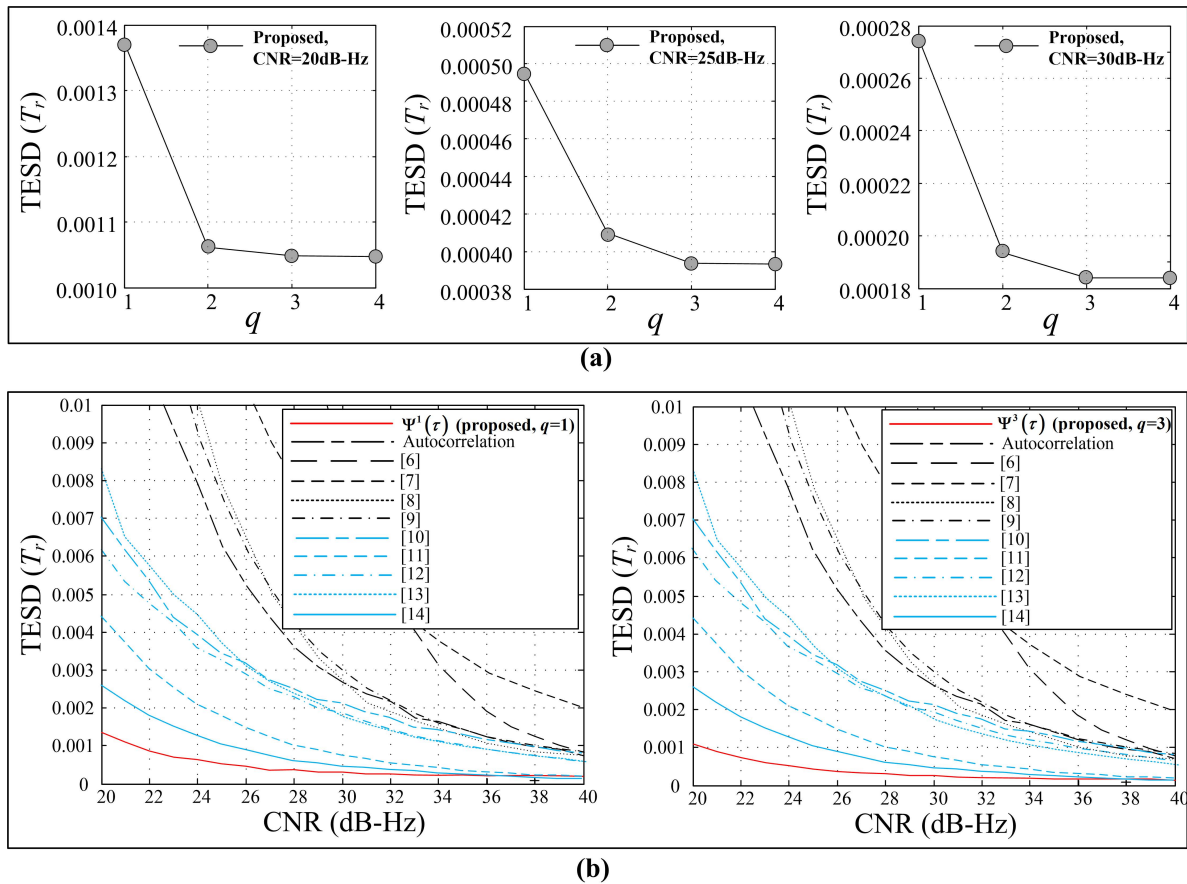 TESD (Tr)
0.0014
0.0013
0.0012
0.0011
0.0010
1 2 3 4
q
Proposed,
CNR=20dB-Hz
TESD (Tr)
0.00052
0.00050
0.00048
0.00046
0.00044
0.00042
0.00040
0.00038
1 2 3 4
q
Proposed,
CNR=25dB-Hz
TESD (Tr)
0.00028
0.00026
0.00024
0.00022
0.00020
0.00018
1 2 3 4
q
Proposed,
CNR=30dB-Hz
(a)
TESD (Tr)
0.01
0.009
0.008
0.007
0.006
0.005
0.004
0.003
0.002
0.001
0
20 22 24 26 28 30 32 34 36 38 40
CNR (dB-Hz)
Ψ¹(τ) (proposed, q=1)
Autocorrelation
[6]
[7]
[8]
[9]
[10]
[11]
[12]
[13]
[14]
TESD (Tr)
0.01
0.009
0.008
0.007
0.006
0.005
0.004
0.003
0.002
0.001
0
20 22 24 26 28 30 32 34 36 38 40
CNR (dB-Hz)
Ψ³(τ) (proposed, q=3)
Autocorrelation
[6]
[7]
[8]
[9]
[10]
[11]
[12]
[13]
[14]
(b)